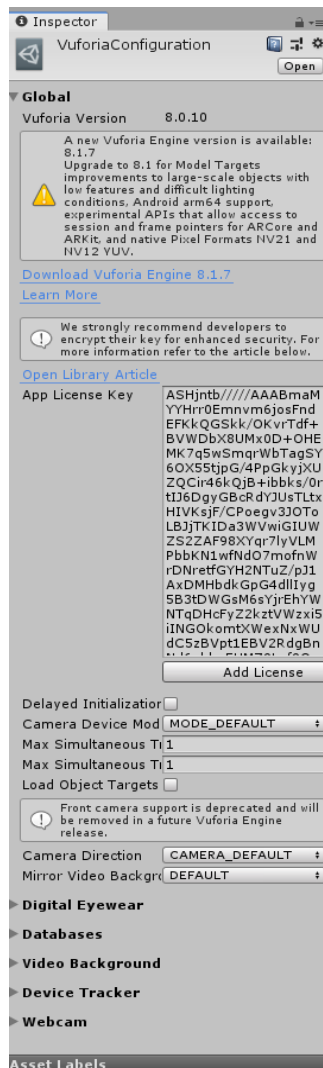 Inspector
VuforiaConfiguration
Open
Global
Vuforia Version 8.0.10
A new Vuforia Engine version is available:
8.1.7
Upgrade to 8.1 for Model Targets
improvements to large-scale objects with
low features and difficult lighting
conditions, Android arm64 support,
experimental APIs that allow access to
session and frame pointers for ARCore and
ARKit, and native Pixel Formats NV21 and
NV12 YUV.
Download Vuforia Engine 8.1.7
Learn More
We strongly recommend developers to
encrypt their key for enhanced security. For
more information refer to the article below.
Open Library Article
App License Key ASHjntb/////AAABmaM
YYHrr0Emnvm6josFnd
EFKkQGSkk/OKvrTdf+
BVWDbX8UMx0D+OHE
MK7q5wSmqrWbTagSY
6OX55tjpG/4PpGkyjXU
ZQCir46kQjB+ibbks/0r
tIJ6DgyGBcRdYJUsTLtx
HIVKsjF/CPoegv3JOTo
LBJjTKIDa3WVwiGIUW
ZS2ZAF98XYqr7lyVLM
PbbKN1wfNdO7mofnW
rDNretfGYH2NTuZ/pJ1
AxDMHbdkGpG4dllIyg
5B3tDWGsM6sYjrEhYW
NTqDHcFyZ2kztVWzxi5
iINGOkomtXWexNxWU
dC5zBVpt1EBV2RdgBn
Add License
Delayed Initialization
Camera Device Mod MODE_DEFAULT
Max Simultaneous Tr 1
Max Simultaneous Tr 1
Load Object Targets
Front camera support is deprecated and will
be removed in a future Vuforia Engine
release.
Camera Direction CAMERA_DEFAULT
Mirror Video Backgro DEFAULT
Digital Eyewear
Databases
Video Background
Device Tracker
Webcam
Asset Labels